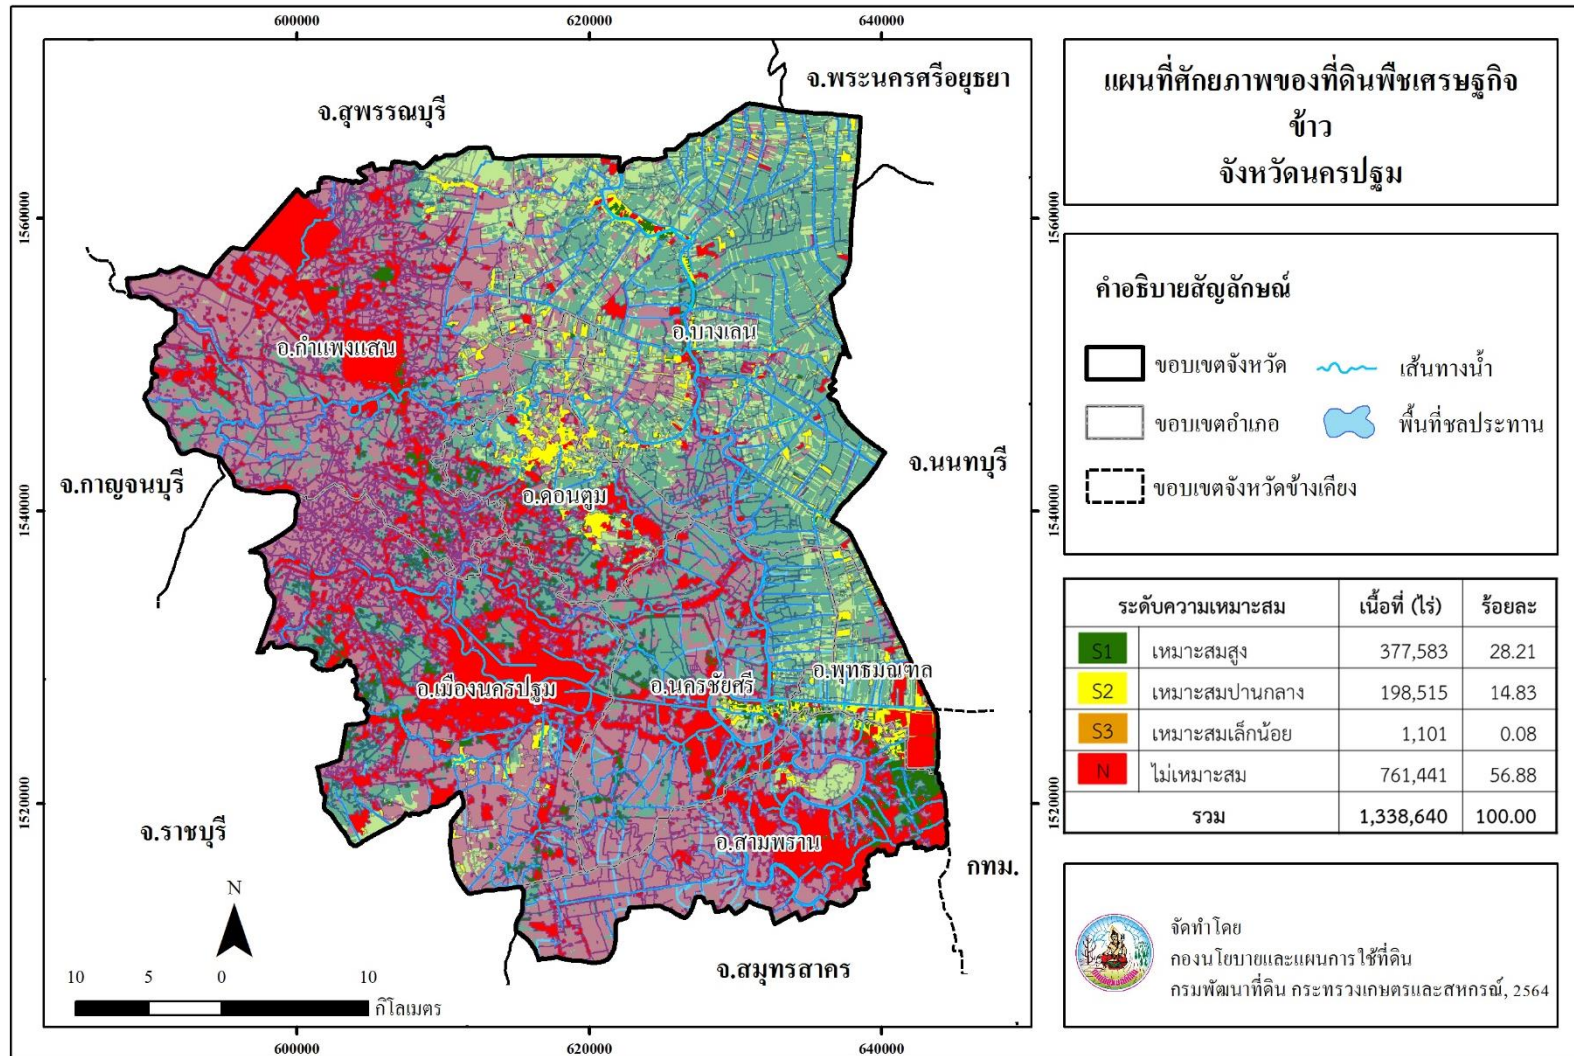 600000 620000 640000
แผนที่ศักยภาพของที่ดินพืชเศรษฐกิจ
ข้าว
จังหวัดนครปฐม
จ.พระนครศรีอยุธยา
จ.สุพรรณบุรี
1560000 1560000
คำอธิบายสัญลักษณ์
อ.บางเลน
อ.กำแพงแสน
ขอบเขตจังหวัด เส้นทางน้ำ
ขอบเขตอำเภอ พื้นที่ชลประทาน
จ.นนทบุรี
จ.กาญจนบุรี
ขอบเขตจังหวัดข้างเคียง
อ.ดอนตูม
1540000 1540000
ระดับความเหมาะสม เนื้อที่ (ไร่) ร้อยละ
S1 เหมาะสมสูง 377,583 28.21
S2 เหมาะสมปานกลาง 198,515 14.83
S3 เหมาะสมเล็กน้อย 1,101 0.08
N ไม่เหมาะสม 761,441 56.88
รวม 1,338,640 100.00
อ.พุทธมณฑล
อ.เมืองนครปฐม อ.นครชัยศรี
1520000 1520000
จ.ราชบุรี
อ.สามพราน
กทม.
N
จัดทำโดย
กองนโยบายและแผนการใช้ที่ดิน
กรมพัฒนาที่ดิน กระทรวงเกษตรและสหกรณ์, 2564
จ.สมุทรสาคร
10 5 0 10
กิโลเมตร
600000 620000 640000